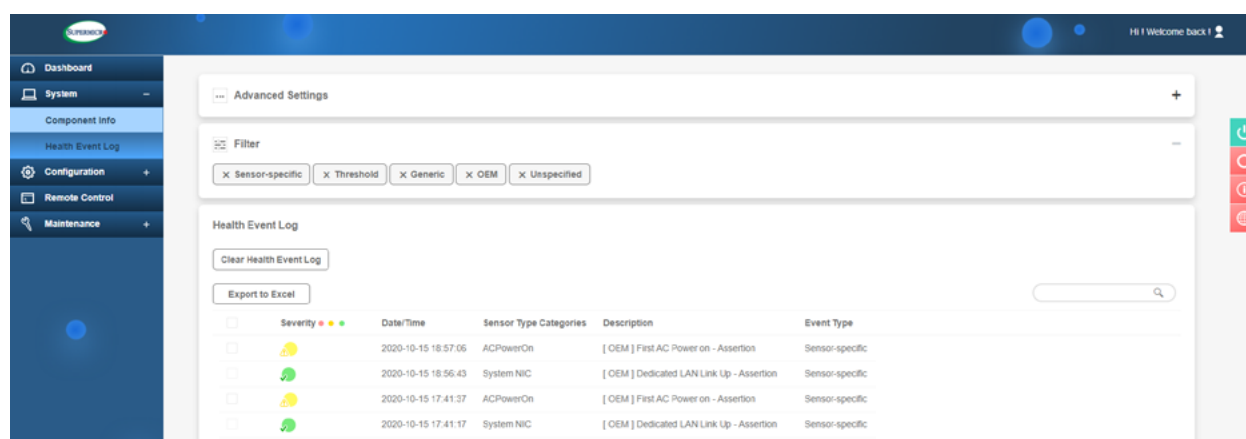 SUPERMICR
Hi ! Welcome back !
Dashboard
System −
Component Info
Health Event Log
Configuration +
Remote Control
Maintenance +
Advanced Settings +
Filter −
× Sensor-specific × Threshold × Generic × OEM × Unspecified
Health Event Log
Clear Health Event Log
Export to Excel
Severity Date/Time Sensor Type Categories Description Event Type
2020-10-15 18:57:06 ACPowerOn [ OEM ] First AC Power on - Assertion Sensor-specific
2020-10-15 18:56:43 System NIC [ OEM ] Dedicated LAN Link Up - Assertion Sensor-specific
2020-10-15 17:41:37 ACPowerOn [ OEM ] First AC Power on - Assertion Sensor-specific
2020-10-15 17:41:17 System NIC [ OEM ] Dedicated LAN Link Up - Assertion Sensor-specific